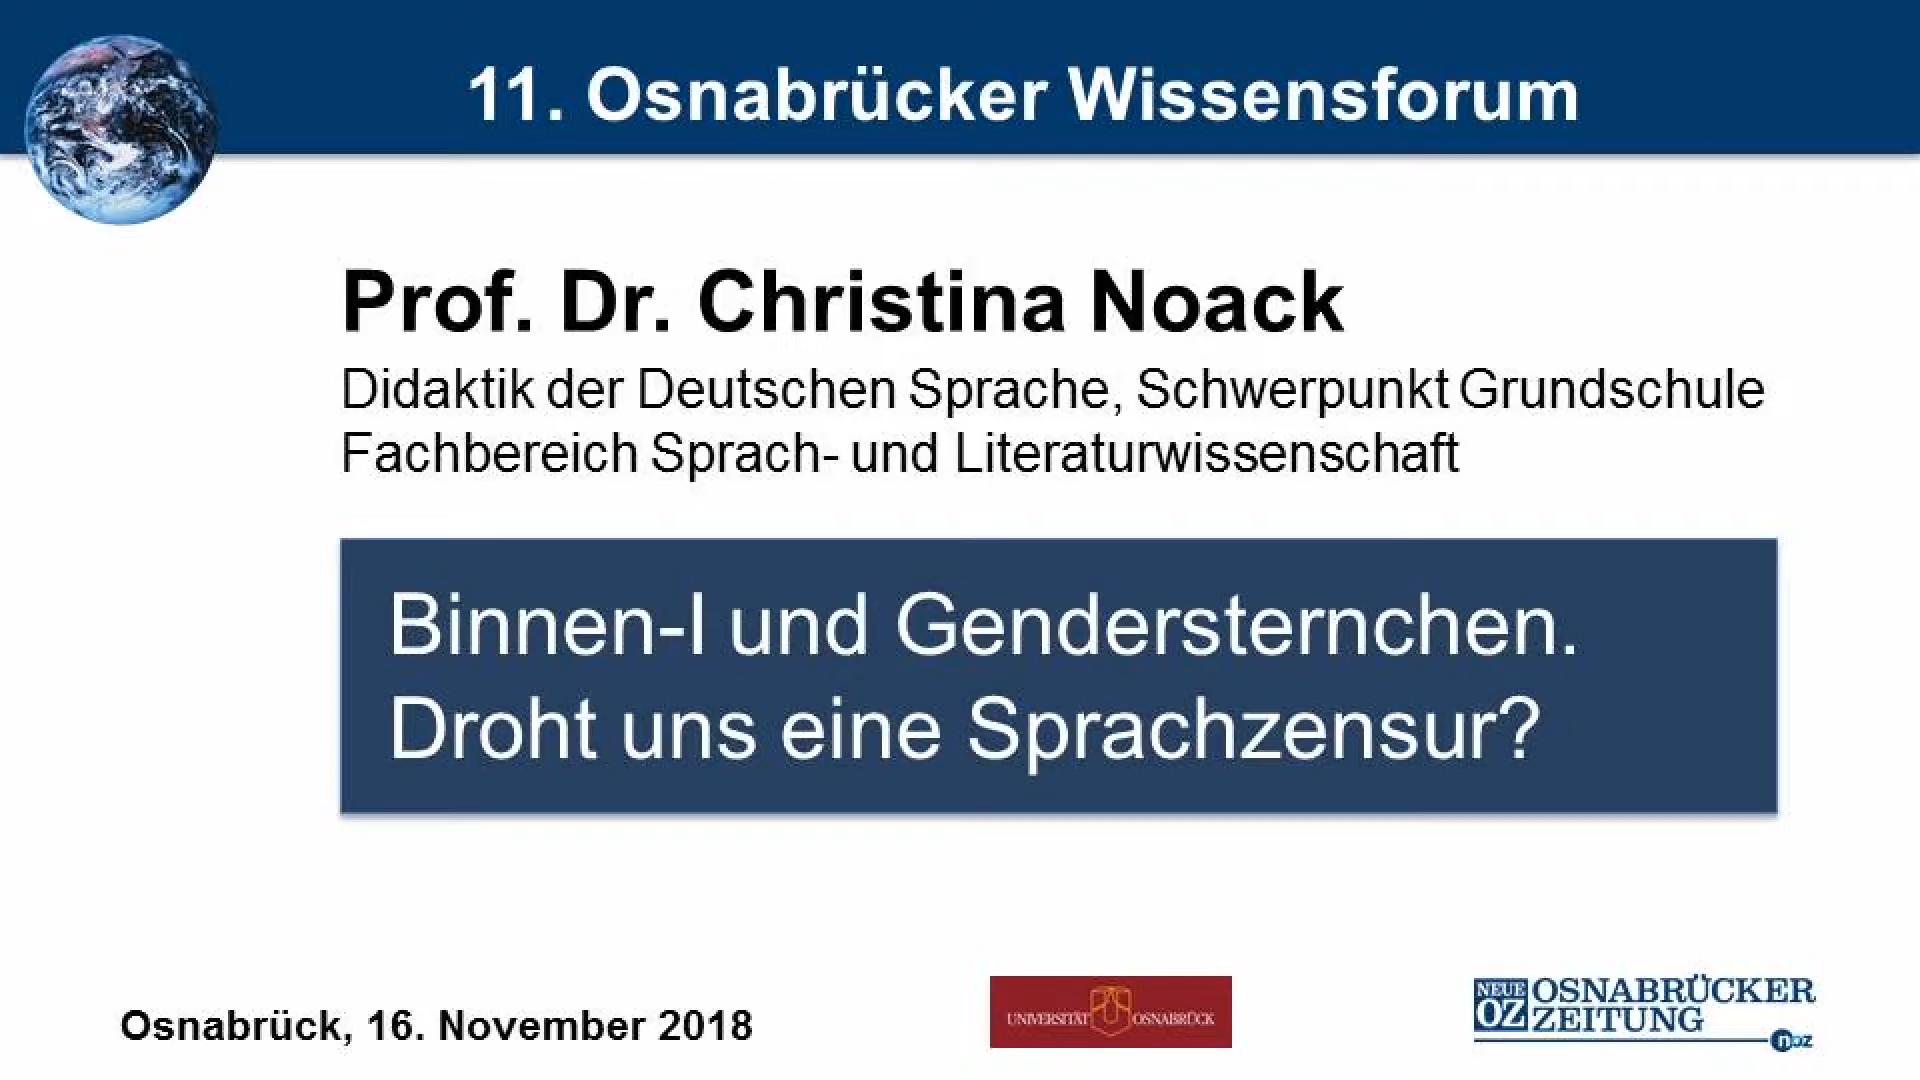 11. Osnabrücker Wissensforum
Prof. Dr. Christina Noack
Didaktik der Deutschen Sprache, Schwerpunkt Grundschule
Fachbereich Sprach- und Literaturwissenschaft
Binnen-I und Gendersternchen.
Droht uns eine Sprachzensur?
Osnabrück, 16. November 2018
UNIVERSITÄT OSNABRÜCK
NEUE OZ
OSNABRÜCKER
ZEITUNG
noz